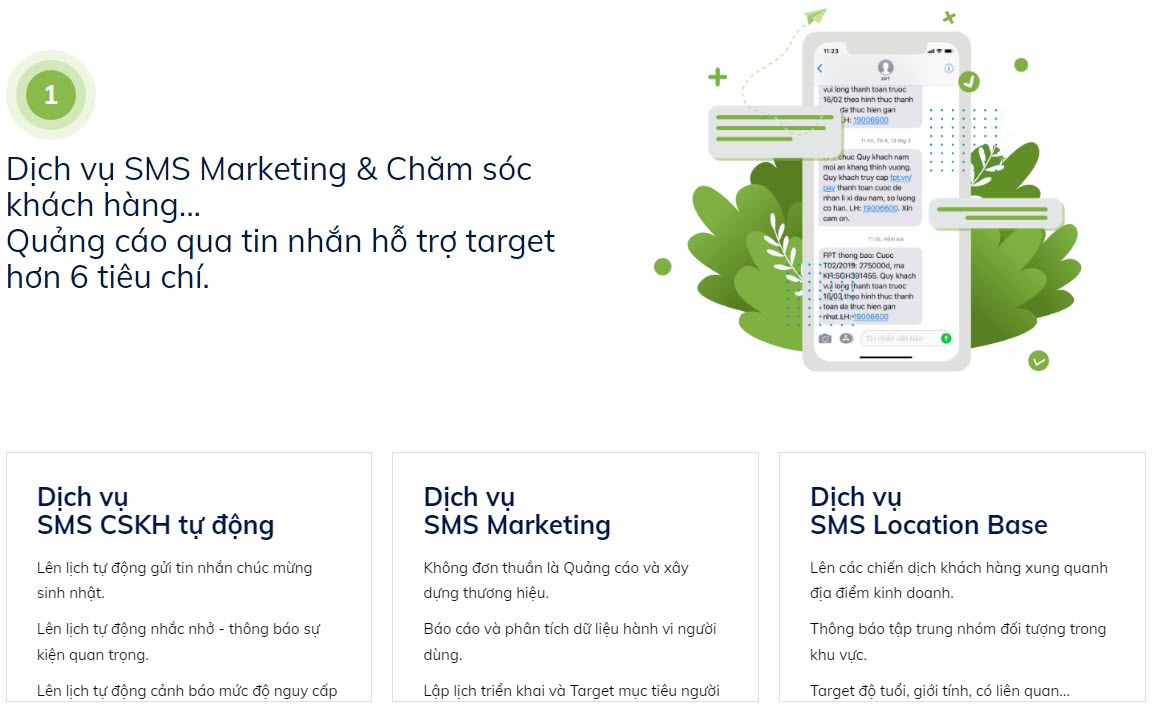 1
Dịch vụ SMS Marketing & Chăm sóc
khách hàng...
Quảng cáo qua tin nhắn hỗ trợ target
hơn 6 tiêu chí.
11:23
FPT
vui long thanh toan truoc
16/02 theo hinh thuc thanh
da thuc hien gan
LH: 19006600
11:45, Th 4, 13 thg 2
chuc Quy khach nam
moi an khang thinh vuong.
Quy khach truy cap fpt.vn/
pay thanh toan cuoc de
nhan li xi dau nam, so luong
co han. LH: 19006600. Xin
cam on.
Hôm kia
FPT thong bao: Cuoc
T02/2019: 275000d, ma
KH:SGH391455. Quy khach
vui long thanh toan truoc
16/03 theo hinh thuc thanh
toan da thuc hien gan
nhat.LH: 19006600
Tin nhắn văn bản
Dịch vụ
SMS CSKH tự động
Lên lịch tự động gửi tin nhắn chúc mừng
sinh nhật.
Lên lịch tự động nhắc nhở - thông báo sự
kiện quan trọng.
Lên lịch tự động cảnh báo mức độ nguy cấp
Dịch vụ
SMS Marketing
Không đơn thuần là Quảng cáo và xây
dựng thương hiệu.
Báo cáo và phân tích dữ liệu hành vi người
dùng.
Lập lịch triển khai và Target mục tiêu người
Dịch vụ
SMS Location Base
Lên các chiến dịch khách hàng xung quanh
địa điểm kinh doanh.
Thông báo tập trung nhóm đối tượng trong
khu vực.
Target độ tuổi, giới tính, có liên quan...